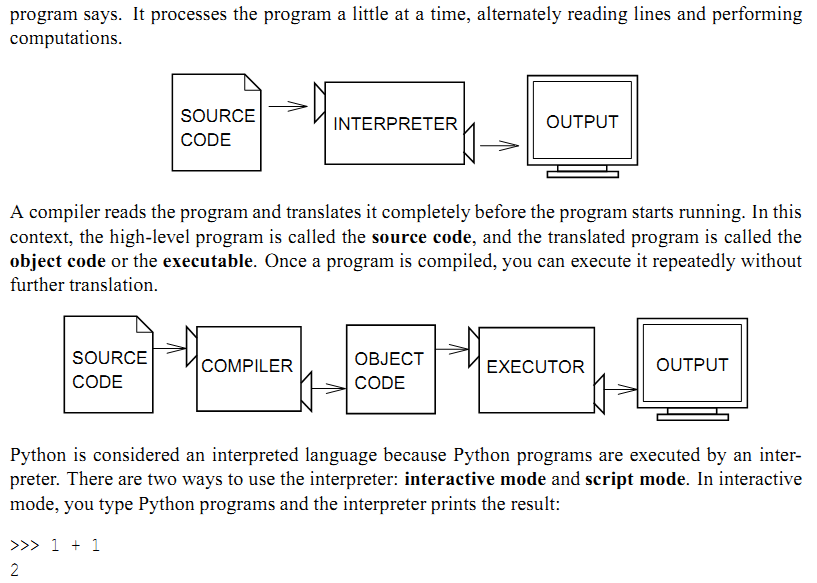 program says. It processes the program a little at a time, alternately reading lines and performing
computations.
SOURCE
CODE
INTERPRETER
OUTPUT
A compiler reads the program and translates it completely before the program starts running. In this
context, the high-level program is called the source code, and the translated program is called the
object code or the executable. Once a program is compiled, you can execute it repeatedly without
further translation.
SOURCE
CODE
COMPILER
OBJECT
CODE
EXECUTOR
OUTPUT
Python is considered an interpreted language because Python programs are executed by an inter-
preter. There are two ways to use the interpreter: interactive mode and script mode. In interactive
mode, you type Python programs and the interpreter prints the result:
>>> 1 + 1
2